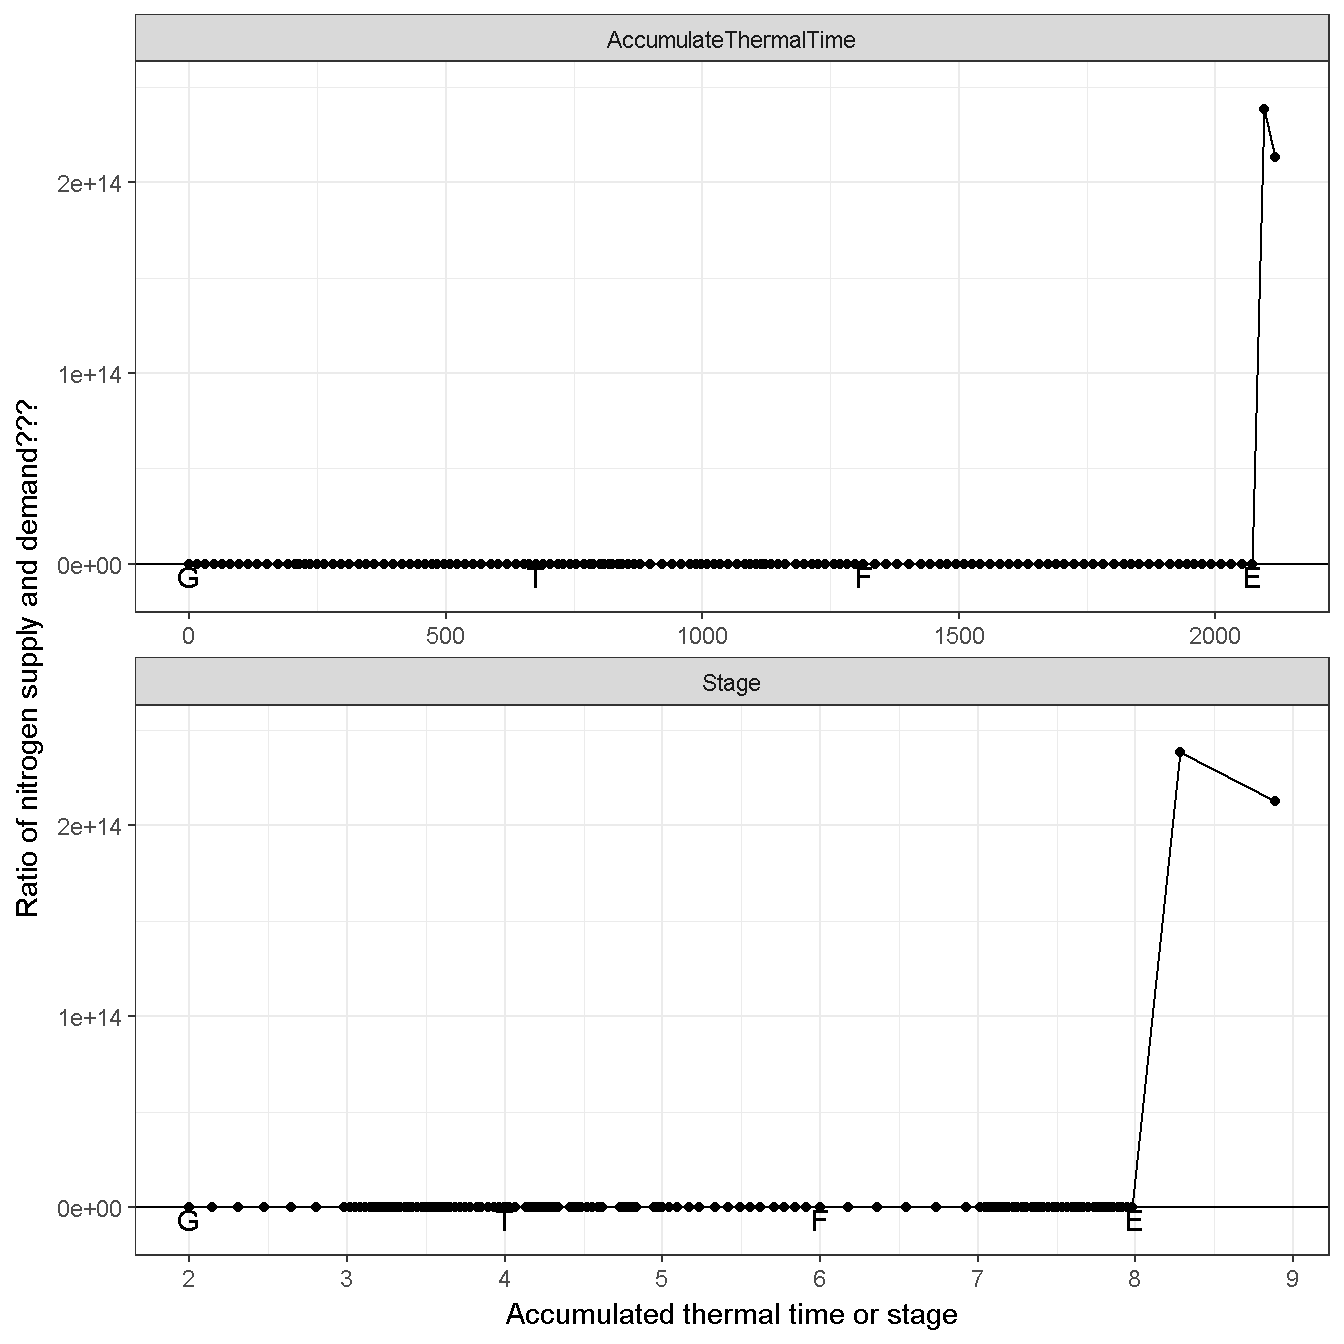 AccumulateThermalTime
2e+14
1e+14
0e+00
G T F E
0 500 1000 1500 2000
Ratio of nitrogen supply and demand???
Stage
2e+14
1e+14
0e+00
G T F E
2 3 4 5 6 7 8 9
Accumulated thermal time or stage